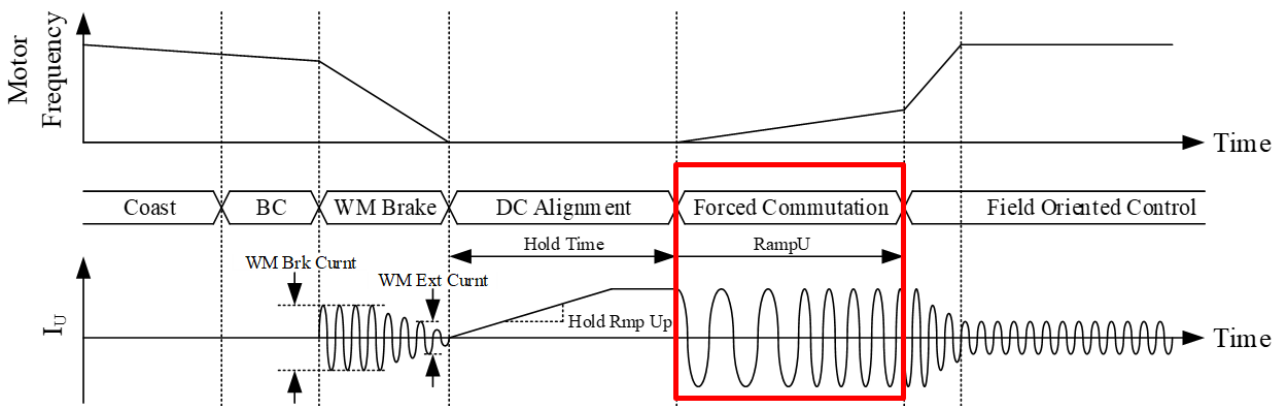 Motor
Frequency
Time
Coast
BC
WM Brake
DC Alignment
Forced Commutation
Field Oriented Control
Hold Time
RampU
WM Brk Curnt
WM Ext Curnt
Hold Rmp Up
I_U
Time